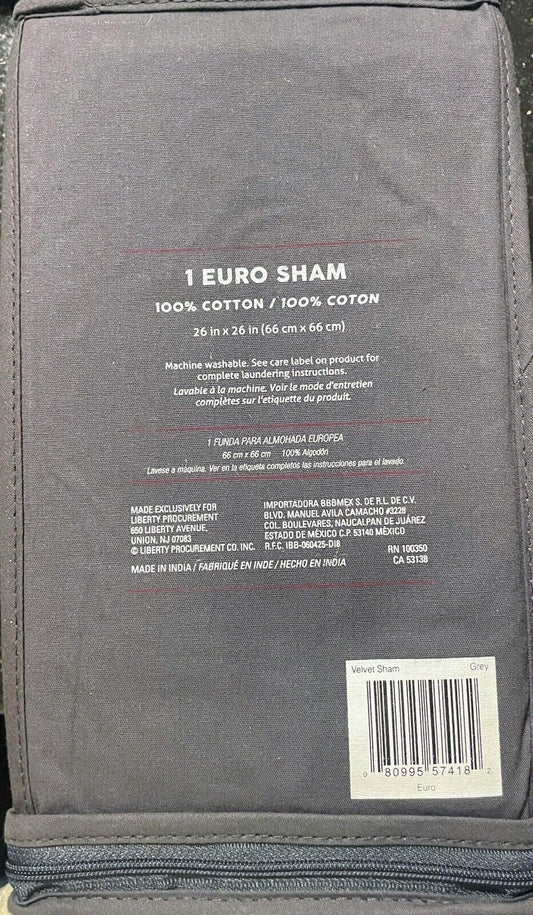 1 EURO SHAM
100% COTTON / 100% COTON
26 in x 26 in (66 cm x 66 cm)
Machine washable. See care label on product for
complete laundering instructions.
Lavable à la machine. Voir le mode d'entretien
complètes sur l'etiquette du produit.
1 FUNDA PARA ALMOHADA EUROPEA
66 cm x 66 cm 100% Algodón
Lavese a máquina. Ver en la etiqueta completos las instrucciones para el lavado
MADE EXCLUSIVELY FOR
LIBERTY PROCUREMENT
650 LIBERTY AVENUE,
UNION, NJ 07083
© LIBERTY PROCUREMENT CO. INC.
IMPORTADORA BBBMEX S. DE R.L. DE C.V.
BLVD. MANUEL AVILA CAMACHO #3228
COL. BOULEVARES, NAUCALPAN DE JUÁREZ
ESTADO DE MÉXICO C.P. 53140 MÉXICO
R.F.C. IBB-060425-DI8
RN 100350
MADE IN INDIA / FABRIQUÉ EN INDE / HECHO EN INDIA
CA 53138
Velvet Sham Grey
0 80995 57418 2
Euro